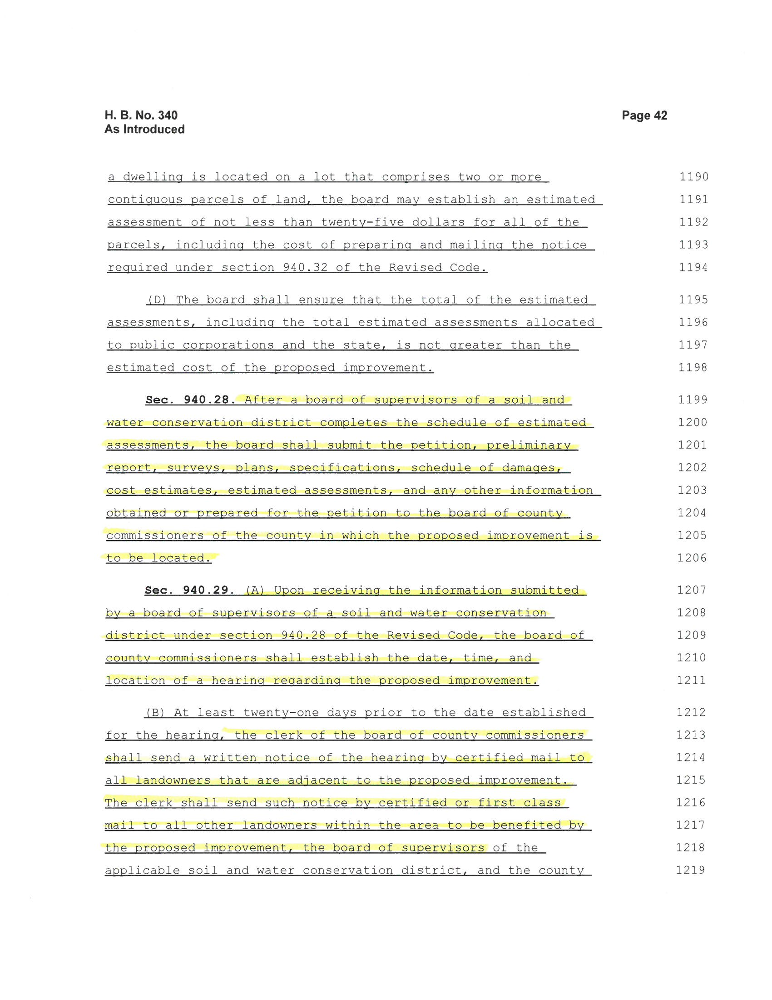 H. B. No. 340 Page 42
As Introduced
a dwelling is located on a lot that comprises two or more 1190
contiguous parcels of land, the board may establish an estimated 1191
assessment of not less than twenty-five dollars for all of the 1192
parcels, including the cost of preparing and mailing the notice 1193
required under section 940.32 of the Revised Code. 1194
(D) The board shall ensure that the total of the estimated 1195
assessments, including the total estimated assessments allocated 1196
to public corporations and the state, is not greater than the 1197
estimated cost of the proposed improvement. 1198
Sec. 940.28. After a board of supervisors of a soil and 1199
water conservation district completes the schedule of estimated 1200
assessments, the board shall submit the petition, preliminary 1201
report, surveys, plans, specifications, schedule of damages, 1202
cost estimates, estimated assessments, and any other information 1203
obtained or prepared for the petition to the board of county 1204
commissioners of the county in which the proposed improvement is 1205
to be located. 1206
Sec. 940.29. (A) Upon receiving the information submitted 1207
by a board of supervisors of a soil and water conservation 1208
district under section 940.28 of the Revised Code, the board of 1209
county commissioners shall establish the date, time, and 1210
location of a hearing regarding the proposed improvement. 1211
(B) At least twenty-one days prior to the date established 1212
for the hearing, the clerk of the board of county commissioners 1213
shall send a written notice of the hearing by certified mail to 1214
all landowners that are adjacent to the proposed improvement. 1215
The clerk shall send such notice by certified or first class 1216
mail to all other landowners within the area to be benefited by 1217
the proposed improvement, the board of supervisors of the 1218
applicable soil and water conservation district, and the county 1219